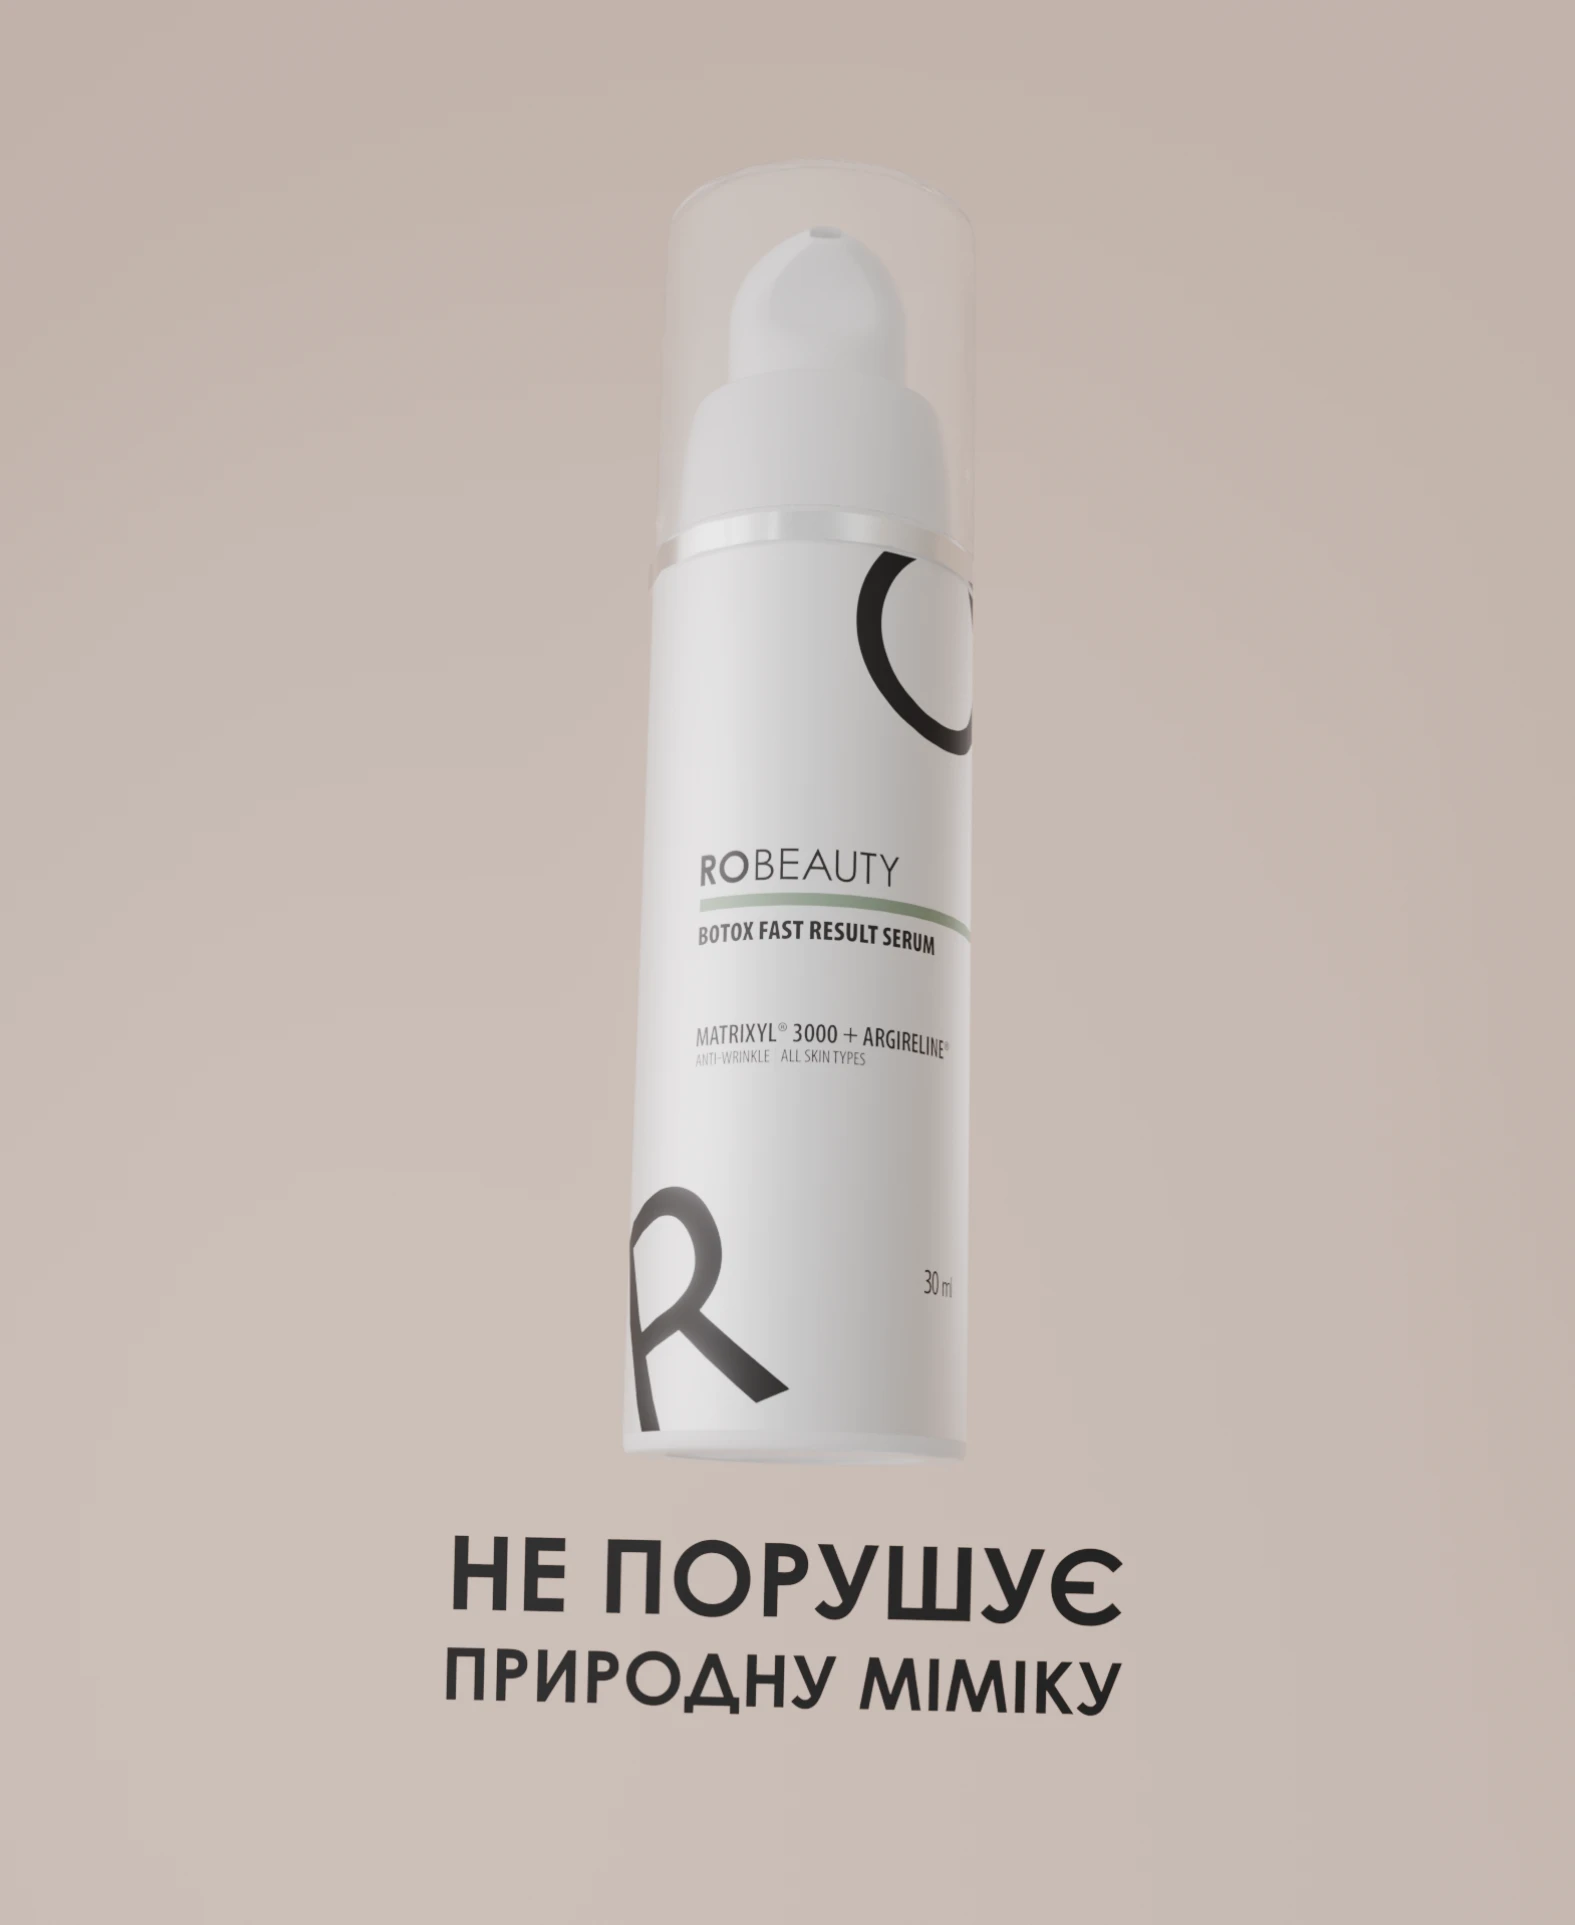 ROBEAUTY
BOTOX FAST RESULT SERUM
MATRIXYL® 3000 + ARGIRELINE®
ANTI-WRINKLE ALL SKIN TYPES
R
30 ml
НЕ ПОРУШУЄ
ПРИРОДНУ МІМІКУ